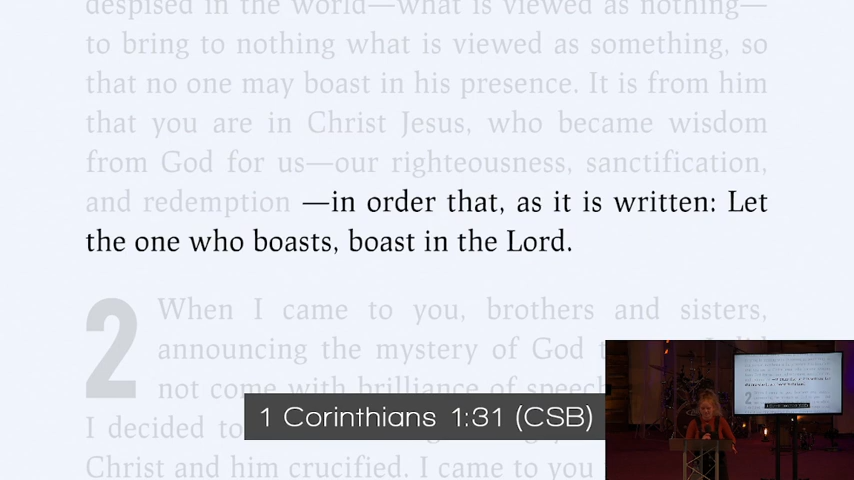 despised in the world—what is viewed as nothing—
to bring to nothing what is viewed as something, so
that no one may boast in his presence. It is from him
that you are in Christ Jesus, who became wisdom
from God for us—our righteousness, sanctification,
and redemption —in order that, as it is written: Let
the one who boasts, boast in the Lord.
2 When I came to you, brothers and sisters,
announcing the mystery of God
not come with brilliance of speech
I decided to
Christ and him crucified. I came to you
1 Corinthians 1:31 (CSB)